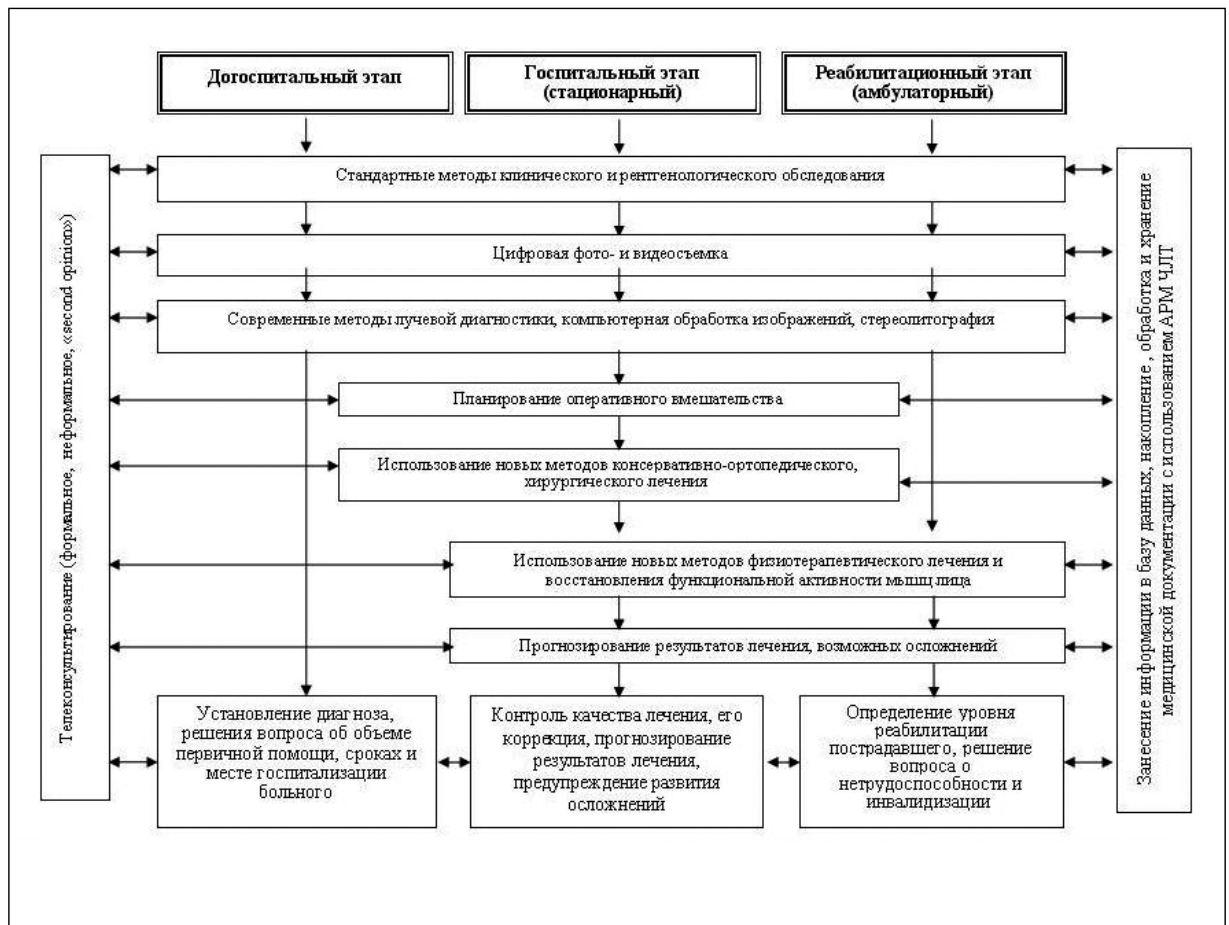 Догоспитальный этап
Госпитальный этап
(стационарный)
Реабилитационный этап
(амбулаторный)
Телеконсультирование (формальное, неформальное, «second opinion»)
Стандартные методы клинического и рентгенологического обследования
Цифровая фото- и видеосъемка
Современные методы лучевой диагностики, компьютерная обработка изображений, стереолитография
Планирование оперативного вмешательства
Использование новых методов консервативно-ортопедического,
хирургического лечения
Использование новых методов физиотерапевтического лечения и
восстановления функциональной активности мышц лица
Прогнозирование результатов лечения, возможных осложнений
Установление диагноза,
решения вопроса об объеме
первичной помощи, сроках и
месте госпитализации
больного
Контроль качества лечения, его
коррекция, прогнозирование
результатов лечения,
предупреждение развития
осложнений
Определение уровня
реабилитации
пострадавшего, решение
вопроса о
нетрудоспособности и
инвалидизации
Занесение информации в базу данных, накопление , обработка и хранение
медицинской документации с использованием АРМ ЧЛТ